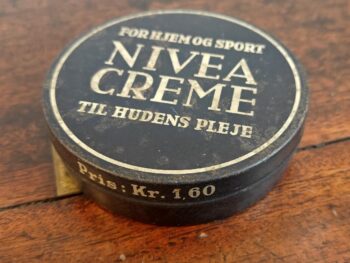 FOR HJEM OG SPORT
NIVEA
CREME
TIL HUDENS PLEJE
Pris: Kr. 1,60